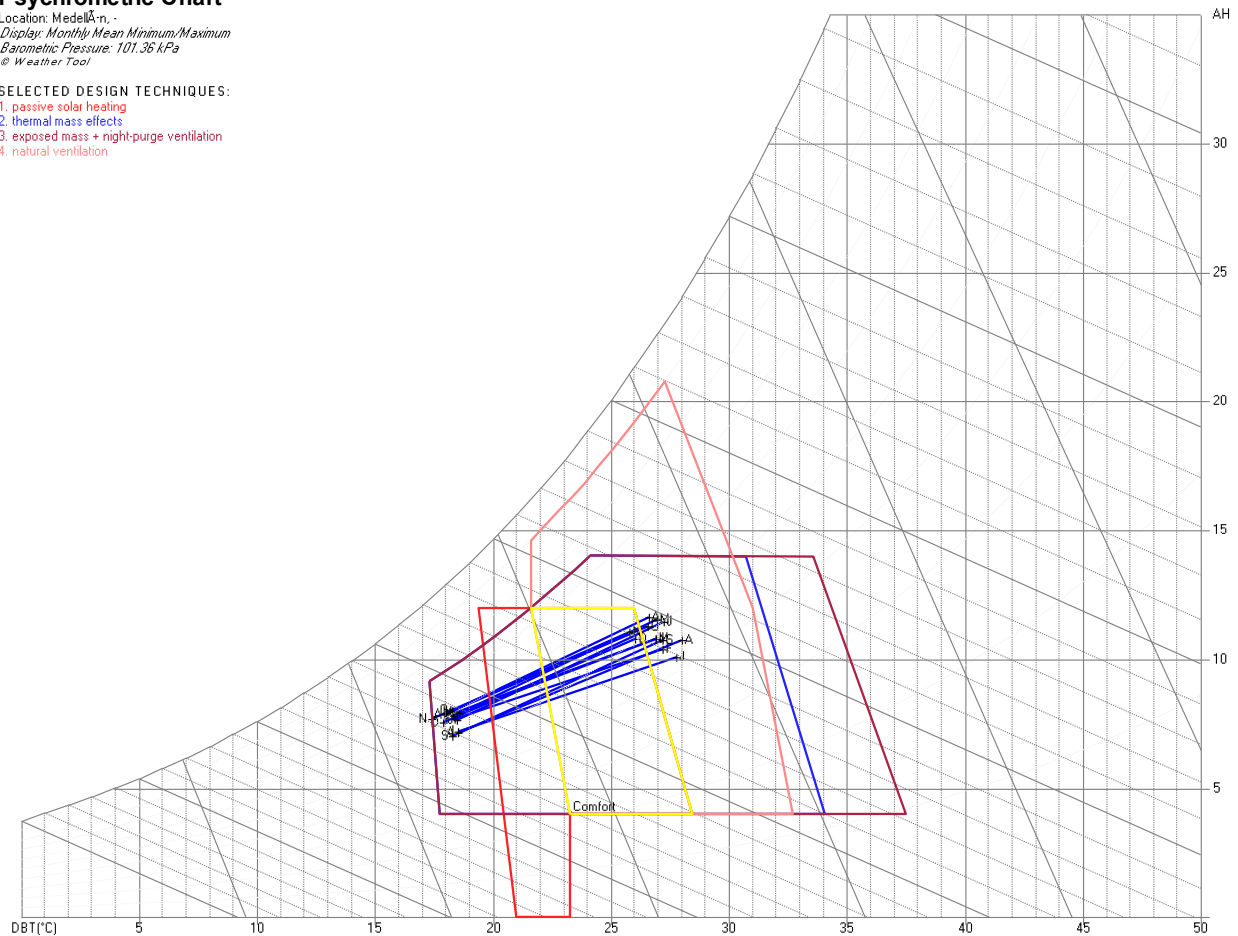 Psychrometric Chart
Location: MedellÃ­n, -
Display: Monthly Mean Minimum/Maximum
Barometric Pressure: 101.36 kPa
© Weather Tool
SELECTED DESIGN TECHNIQUES:
1. passive solar heating
2. thermal mass effects
3. exposed mass + night-purge ventilation
4. natural ventilation
AH
30
25
20
15
10
5
Comfort
DBT(°C) 5 10 15 20 25 30 35 40 45 50